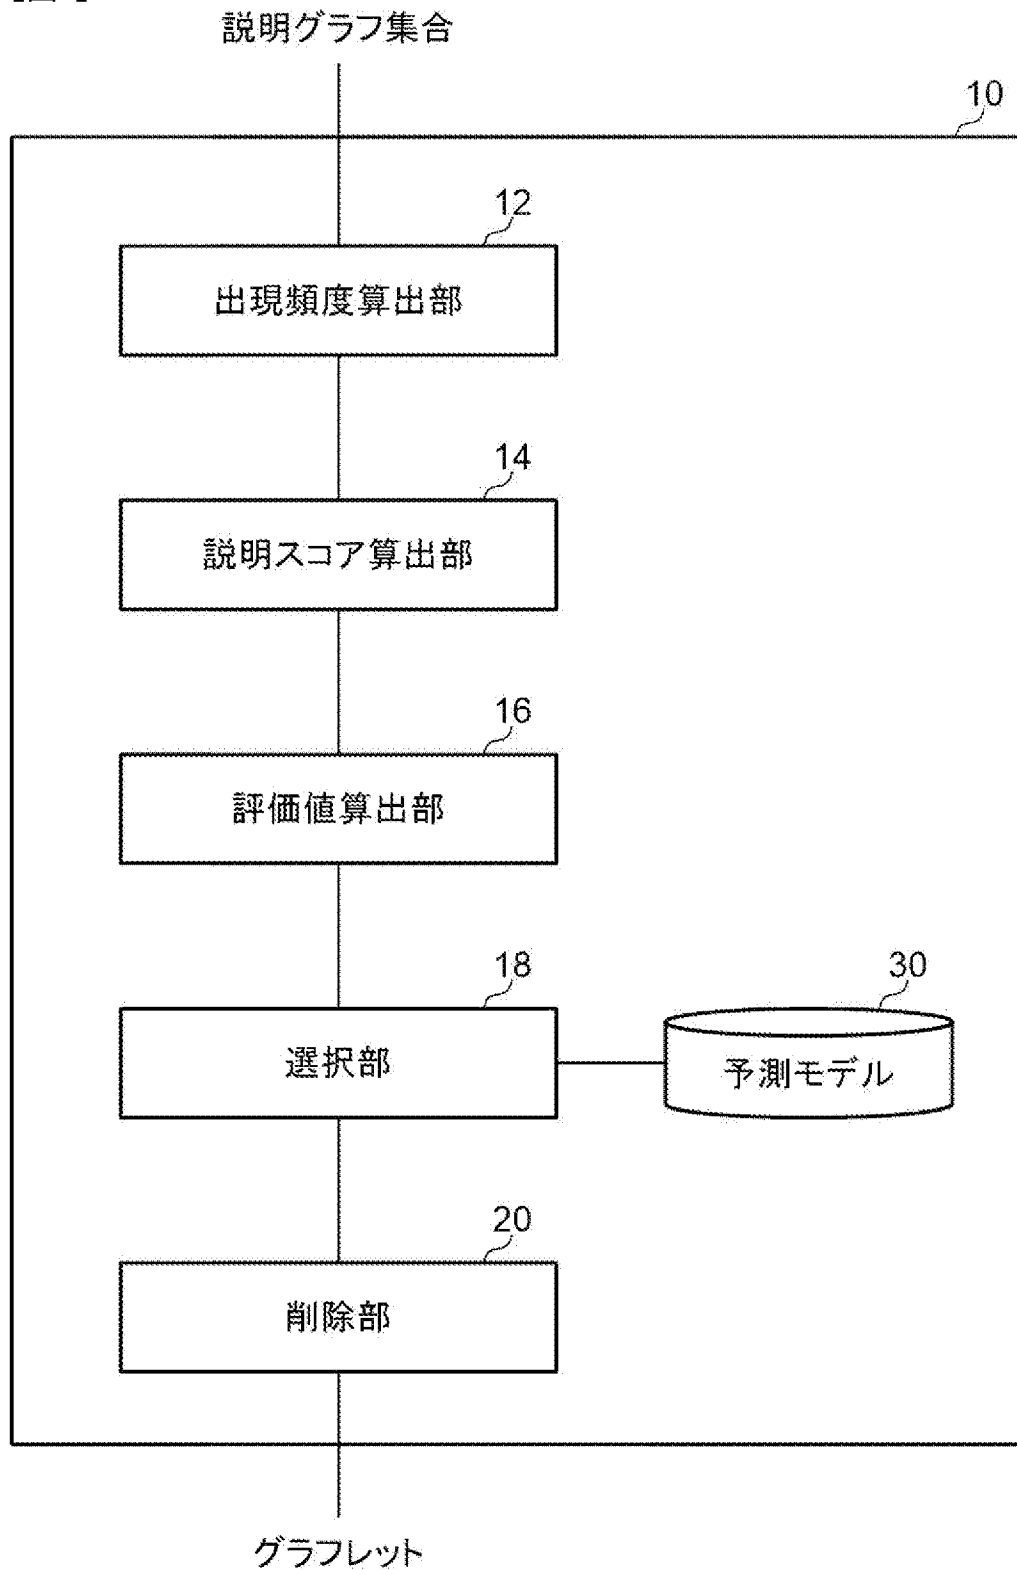 説明グラフ集合
10
12
出現頻度算出部
14
説明スコア算出部
16
評価値算出部
18
選択部
30
予測モデル
20
削除部
グラフレット